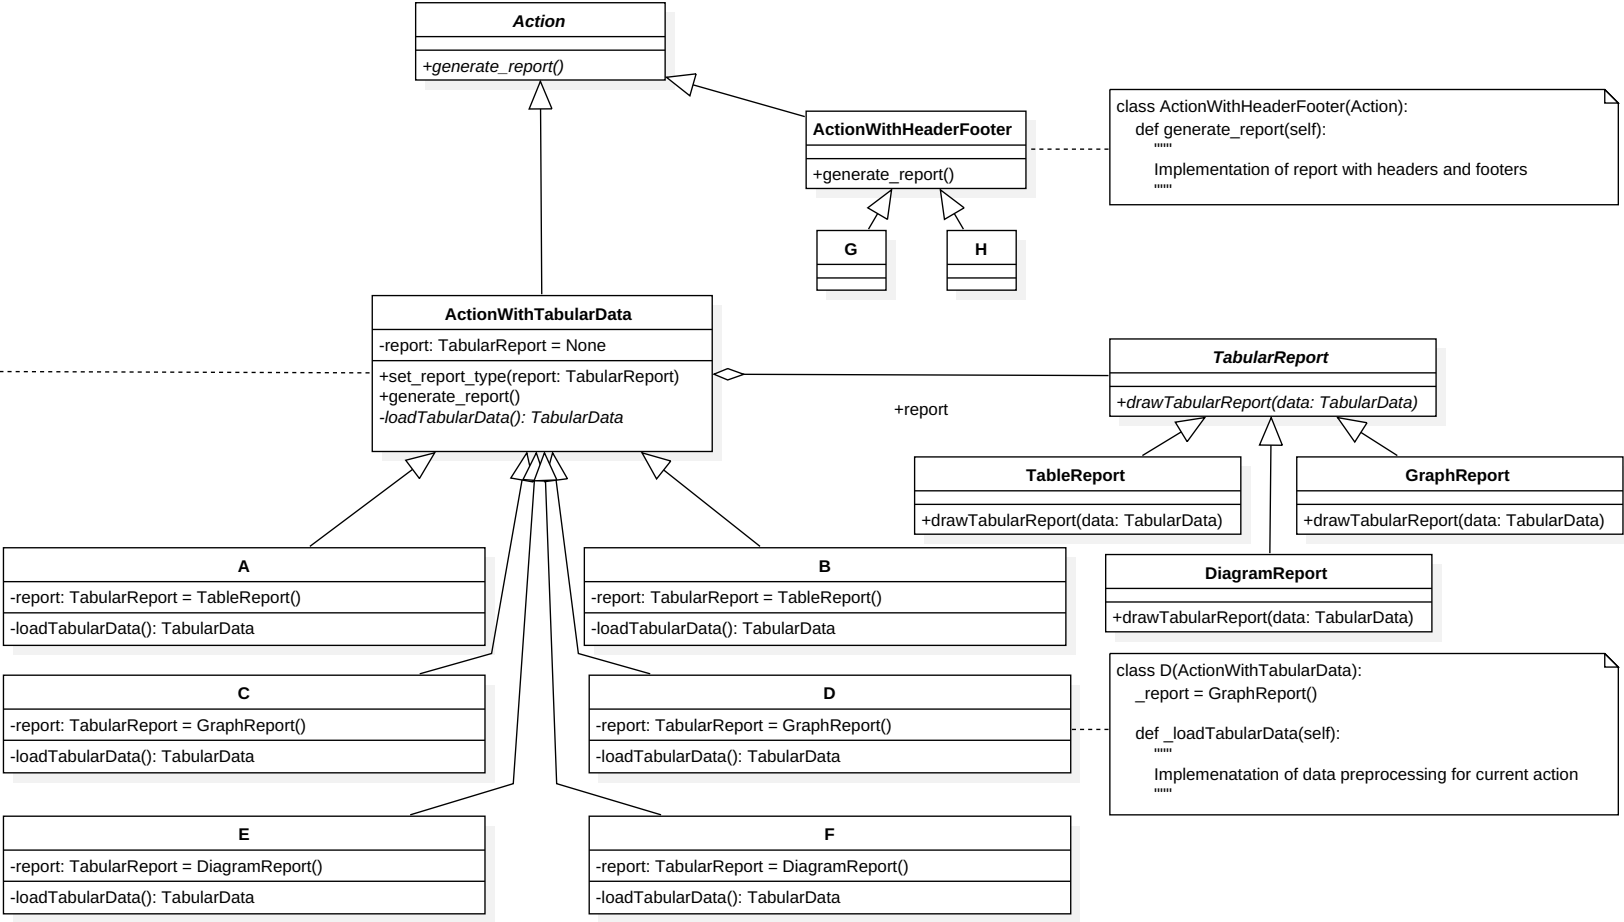 Action
+generate_report()
ActionWithHeaderFooter
+generate_report()
class ActionWithHeaderFooter(Action):
def generate_report(self):
"""
Implementation of report with headers and footers
"""
G
H
ActionWithTabularData
-report: TabularReport = None
+set_report_type(report: TabularReport)
+generate_report()
-loadTabularData(): TabularData
+report
TabularReport
+drawTabularReport(data: TabularData)
TableReport
+drawTabularReport(data: TabularData)
GraphReport
+drawTabularReport(data: TabularData)
DiagramReport
+drawTabularReport(data: TabularData)
A
-report: TabularReport = TableReport()
-loadTabularData(): TabularData
B
-report: TabularReport = TableReport()
-loadTabularData(): TabularData
C
-report: TabularReport = GraphReport()
-loadTabularData(): TabularData
D
-report: TabularReport = GraphReport()
-loadTabularData(): TabularData
class D(ActionWithTabularData):
_report = GraphReport()
def _loadTabularData(self):
"""
Implemenatation of data preprocessing for current action
"""
E
-report: TabularReport = DiagramReport()
-loadTabularData(): TabularData
F
-report: TabularReport = DiagramReport()
-loadTabularData(): TabularData